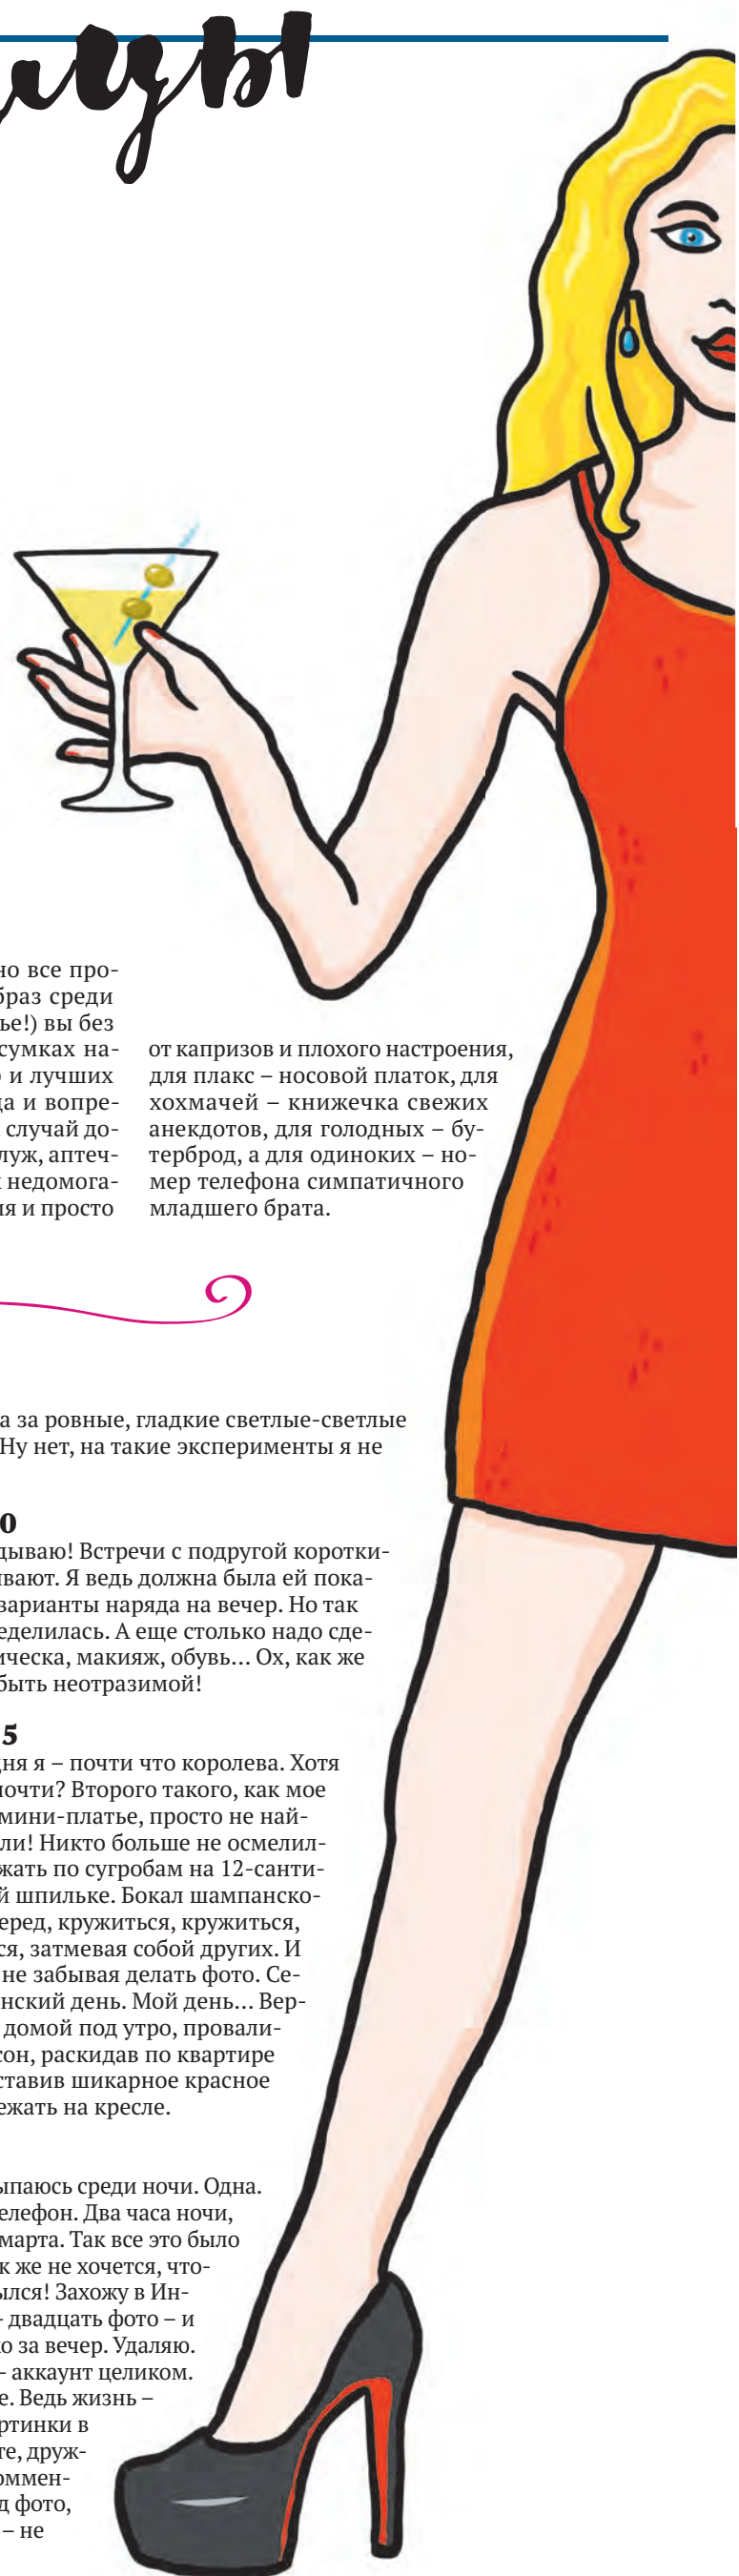 ицы
но все про-
браз среди
ье!) вы без
сумках на-
о и лучших
да и вопре-
случай до-
луж, аптеч-
к недомога-
ия и просто
от капризов и плохого настроения,
для плакс – носовой платок, для
хохмачей – книжечка свежих
анекдотов, для голодных – бу-
терброд, а для одиноких – но-
мер телефона симпатичного
младшего брата.
а за ровные, гладкие светлые-светлые
Ну нет, на такие эксперименты я не
0
дываю! Встречи с подругой коротки-
вают. Я ведь должна была ей пока-
варианты наряда на вечер. Но так
еделилась. А еще столько надо сде-
ическа, макияж, обувь... Ох, как же
быть неотразимой!
5
дня я – почти что королева. Хотя
почти? Второго такого, как мое
мини-платье, просто не най-
ли! Никто больше не осмелил-
жать по сугробам на 12-санти-
й шпильке. Бокал шампанско-
еред, кружиться, кружиться,
ся, затмевая собой других. И
не забывая делать фото. Се-
нский день. Мой день... Вер-
домой под утро, провали-
сон, раскидав по квартире
ставив шикарное красное
ежать на кресле.
ыпаюсь среди ночи. Одна.
елефон. Два часа ночи,
марта. Так все это было
к же не хочется, что-
ылся! Захожу в Ин-
– двадцать фото – и
о за вечер. Удаляю.
– аккаунт целиком.
е. Ведь жизнь –
ртинки в
те, друж-
оммен-
д фото,
– не